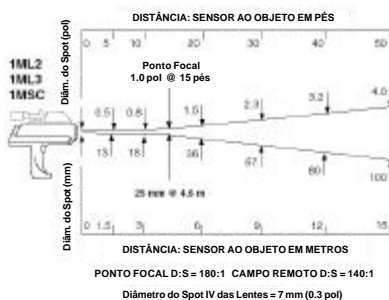 DISTÂNCIA: SENSOR AO OBJETO EM PÉS
0 5 10 20 30 40 50
1ML2
1ML3
1MSC
Diâm. do Spot (pol)
Ponto Focal
1.0 pol @ 15 pés
0.5 0.8 1.5 2.3 3.2 4.0
13 18 36 67 80 100
25 mm @ 4.6 m
Diâm. do Spot (mm)
0 1,5 3 6 9 12 15
DISTÂNCIA: SENSOR AO OBJETO EM METROS
PONTO FOCAL D:S = 180:1 CAMPO REMOTO D:S = 140:1
Diâmetro do Spot IV das Lentes = 7 mm (0.3 pol)